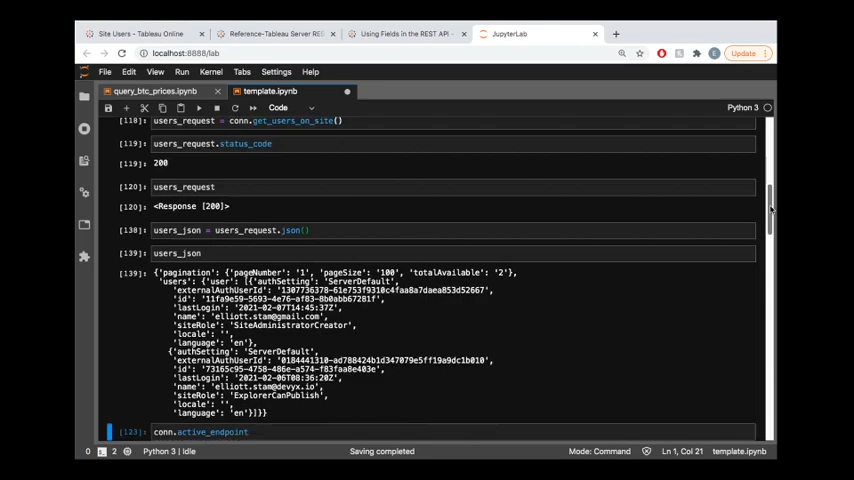 Site Users - Tableau Online
Reference-Tableau Server RES
Using Fields in the REST API -
JupyterLab
localhost:8888/lab
E
Update
File Edit View Run Kernel Tabs Settings Help
query_btc_prices.ipynb
template.ipynb
Code
Python 3
[118]: users_request = conn.get_users_on_site()
[119]: users_request.status_code
[119]: 200
[120]: users_request
[120]: <Response [200]>
[138]: users_json = users_request.json()
[139]: users_json
[139]: {'pagination': {'pageNumber': '1', 'pageSize': '100', 'totalAvailable': '2'},
'users': {'user': [{'authSetting': 'ServerDefault',
'externalAuthUserId': '1307736378-61e753f9310c4faa8a7daea853d52667',
'id': '11fa9e59-5693-4e76-af83-8b0abb67281f',
'lastLogin': '2021-02-07T14:45:37Z',
'name': 'elliott.stam@gmail.com',
'siteRole': 'SiteAdministratorCreator',
'locale': '',
'language': 'en'},
{'authSetting': 'ServerDefault',
'externalAuthUserId': '0184441310-ad788424b1d347079e5ff19a9dc1b010',
'id': '73165c95-4758-486e-a574-f83faa8e403e',
'lastLogin': '2021-02-06T08:36:20Z',
'name': 'elliott.stam@devyx.io',
'siteRole': 'ExplorerCanPublish',
'locale': '',
'language': 'en'}]}}
[123]: conn.active_endpoint
0 2 Python 3 | Idle Saving completed Mode: Command Ln 1, Col 21 template.ipynb